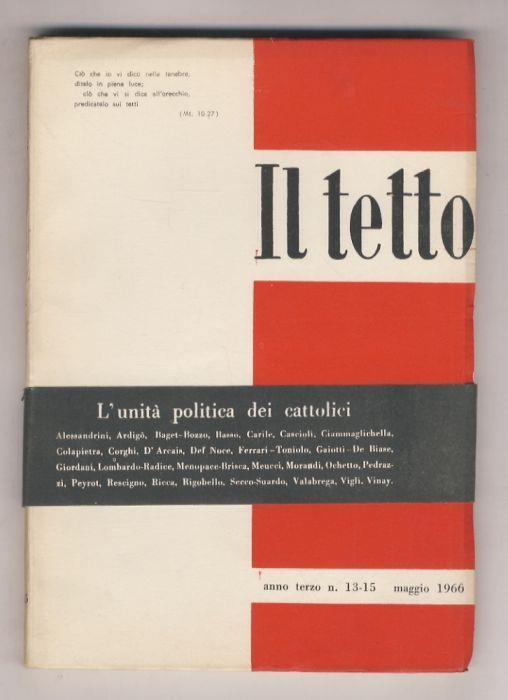 Ciò che io vi dico nelle tenebre,
ditelo in piena luce;
ciò che vi si dice all'orecchio,
predicatelo sui tetti
(Mt. 10.27)
Il tetto
L'unità politica dei cattolici
Alessandrini, Ardigò, Baget-Bozzo, Basso, Carile, Cascioli, Ciammaglichella,
Colapietra, Corghi, D'Arcais, Def Noce, Ferrari-Toniolo, Gaiotti-De Biase,
Giordani, Lombardo-Radice, Menopace-Brisca, Meucci, Morandi, Ochetto, Pedraz-
zi, Peyrot, Rescigno, Ricca, Rigobello, Secco-Suardo, Valabrega, Vigli, Vinay.
anno terzo n. 13-15 maggio 1966